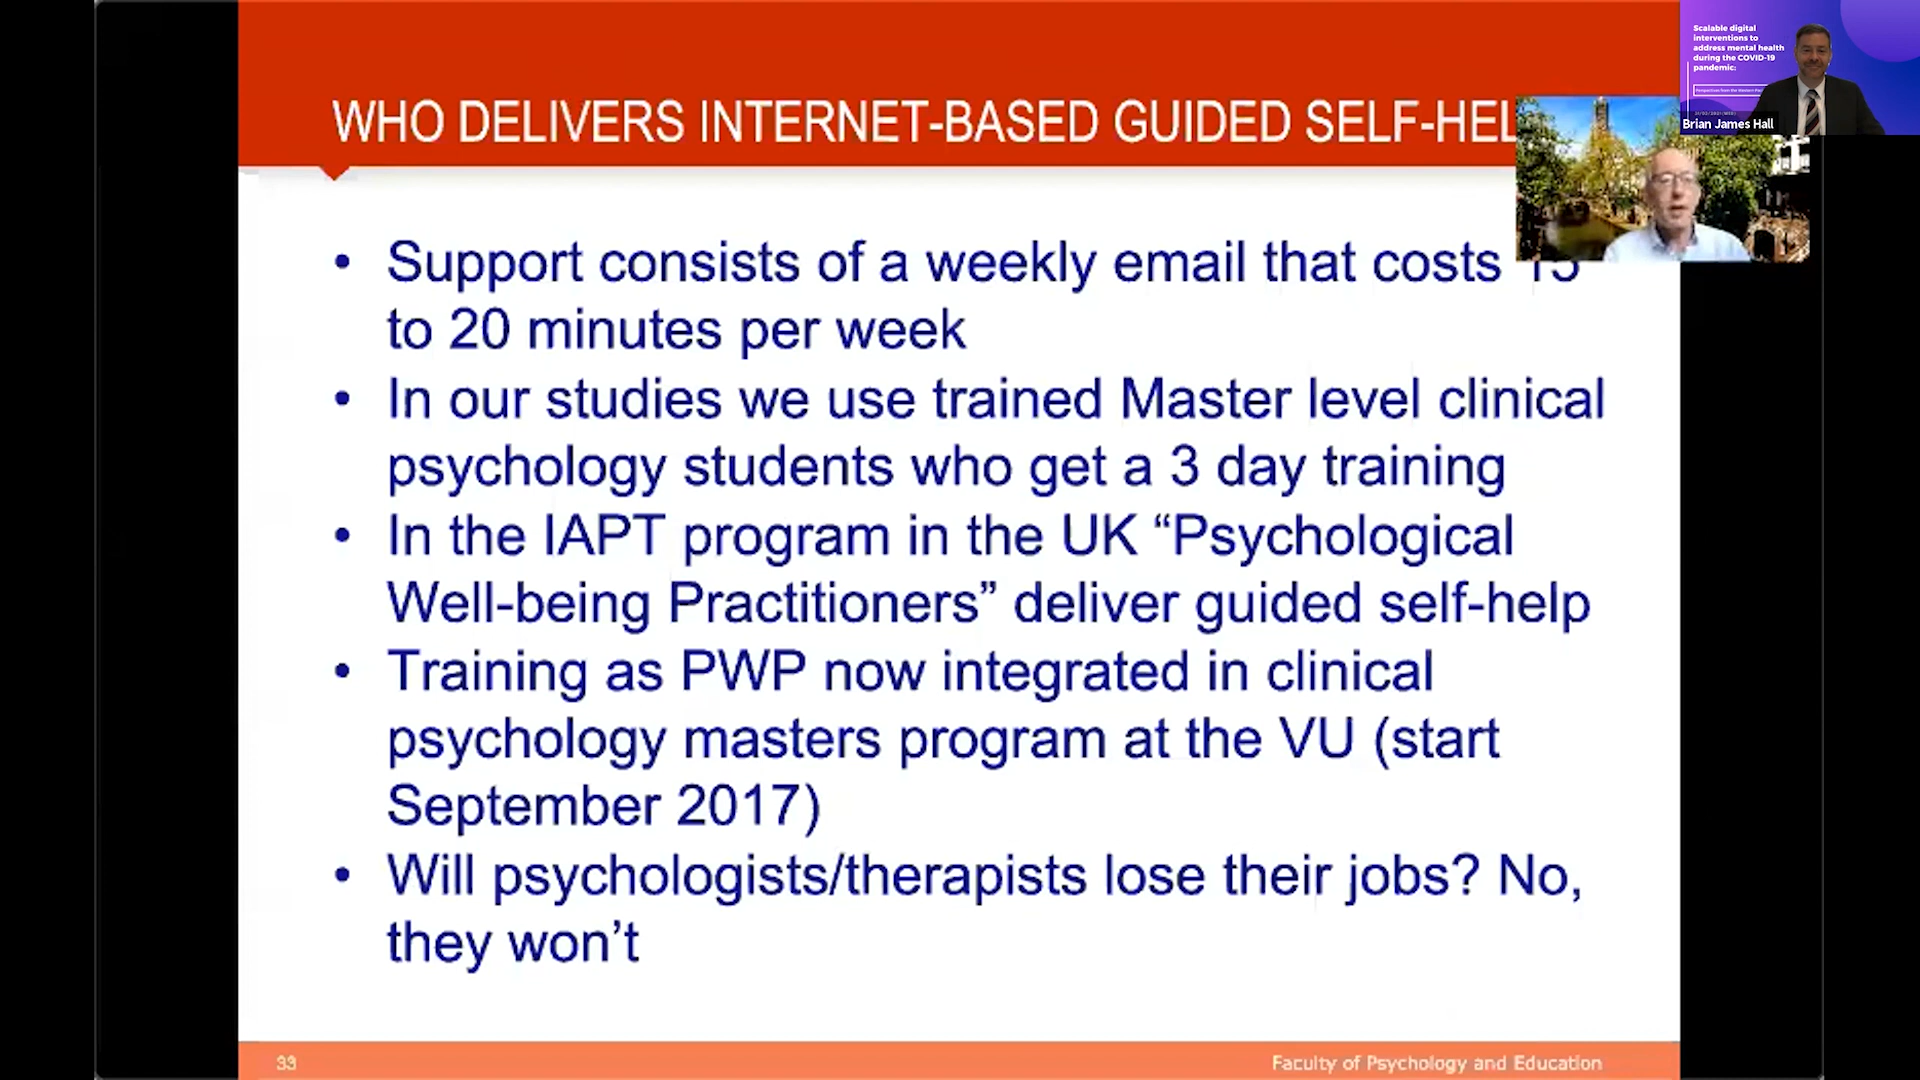 WHO DELIVERS INTERNET-BASED GUIDED SELF-HEL
• Support consists of a weekly email that costs 15
to 20 minutes per week
• In our studies we use trained Master level clinical
psychology students who get a 3 day training
• In the IAPT program in the UK “Psychological
Well-being Practitioners” deliver guided self-help
• Training as PWP now integrated in clinical
psychology masters program at the VU (start
September 2017)
• Will psychologists/therapists lose their jobs? No,
they won’t
33
Faculty of Psychology and Education
Scalable digital
interventions to
address mental health
during the COVID-19
pandemic:
Brian James Hall